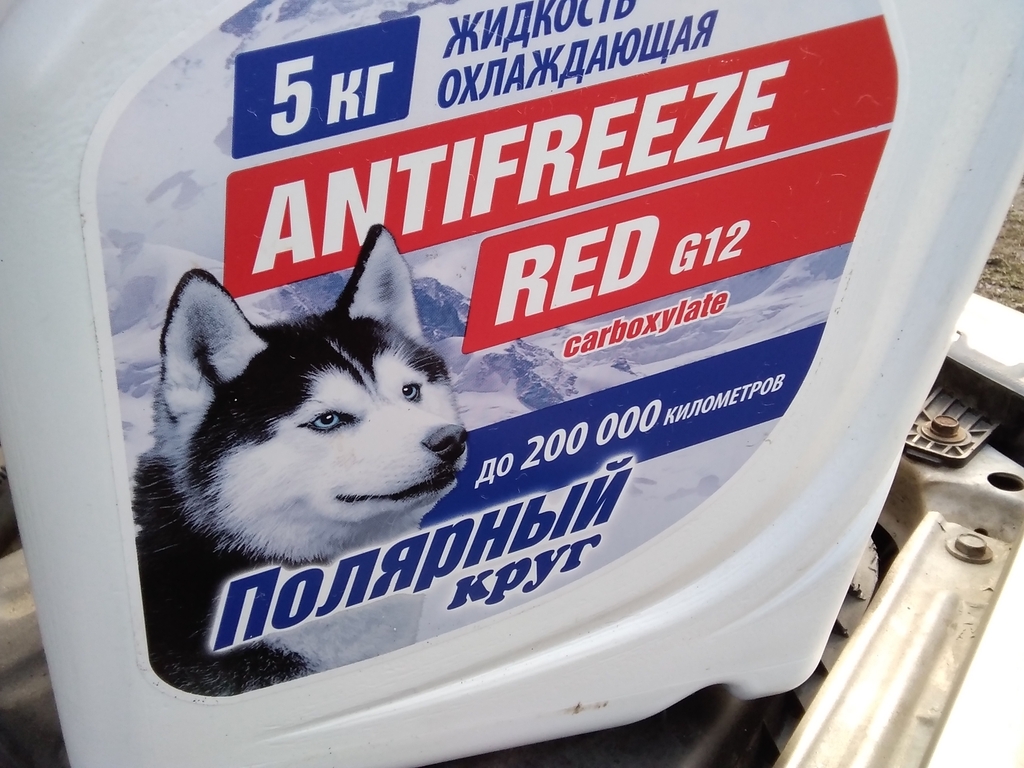 5 кг
ЖИДКОСТЬ
ОХЛАЖДАЮЩАЯ
ANTIFREEZE
RED G12
carboxylate
ДО 200 000 КИЛОМЕТРОВ
Полярный
круг